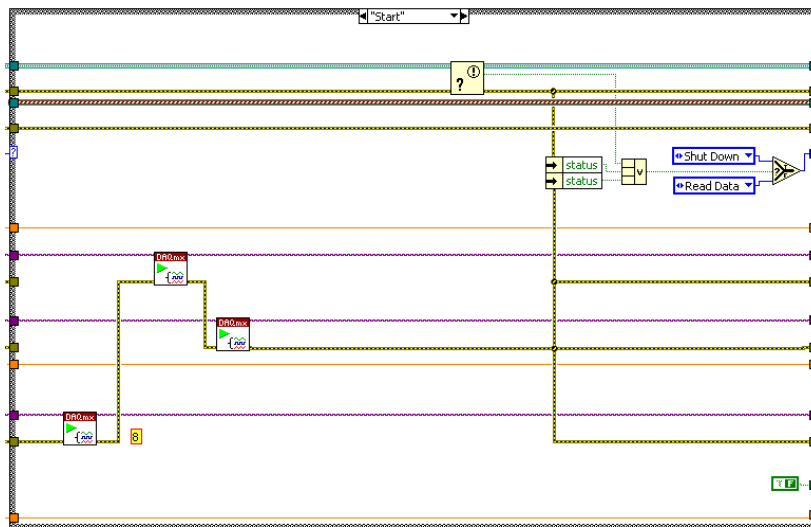 "Start"
?
status
status
v
Shut Down
Read Data
?
DAQmx
DAQmx
DAQmx
8
T F